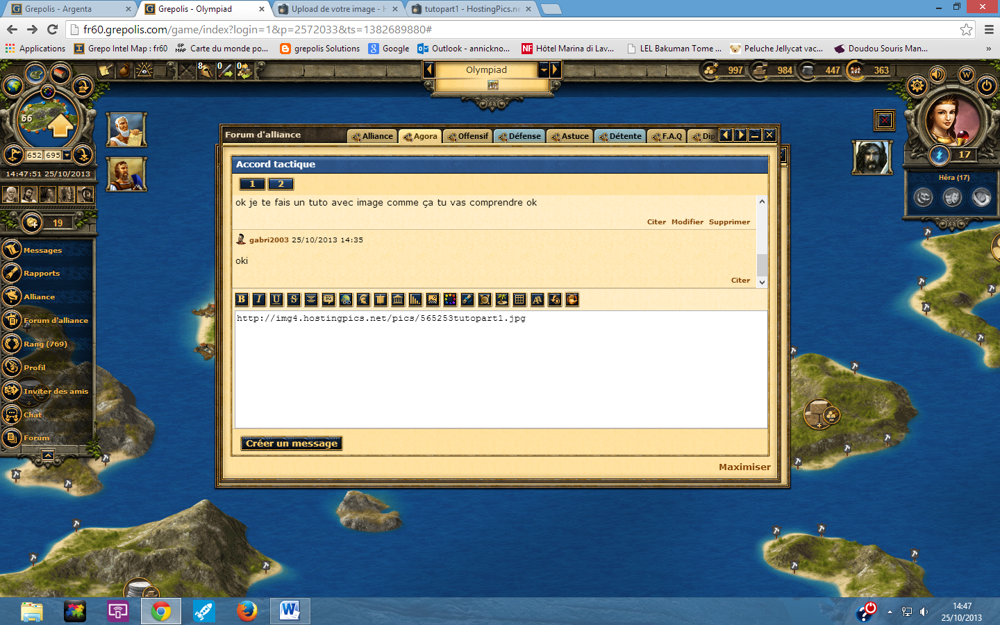 Grepolis - Argenta
Grepolis - Olympiad
Upload de votre image - H
tutopart1 - HostingPics.ne
fr60.grepolis.com/game/index?login=1&p=2572033&ts=1382689880#
Applications
Grepo Intel Map : fr60
GP MAP
Carte du monde po...
grepolis Solutions
Google
Outlook - annickno...
NF
Hôtel Marina di Lav...
LEL Bakuman Tome ...
Peluche Jellycat vac...
Doudou Souris Man...
»
8
0
0
Olympiad
997
984
447
363
66
652
695
14:47:51 25/10/2013
19
Messages
Rapports
Alliance
Forum d'alliance
Rang (769)
Profil
Inviter des amis
Chat
Forum
W
17
Héra (17)
Forum d'alliance
Alliance
Agora
Offensif
Défense
Astuce
Détente
F.A.Q
Dip
Accord tactique
1
2
ok je te fais un tuto avec image comme ça tu vas comprendre ok
Citer Modifier Supprimer
gabri2003 25/10/2013 14:35
oki
Citer
B I U S
http://img4.hostingpics.net/pics/565253tutopart1.jpg
Créer un message
Maximiser
14:47
25/10/2013